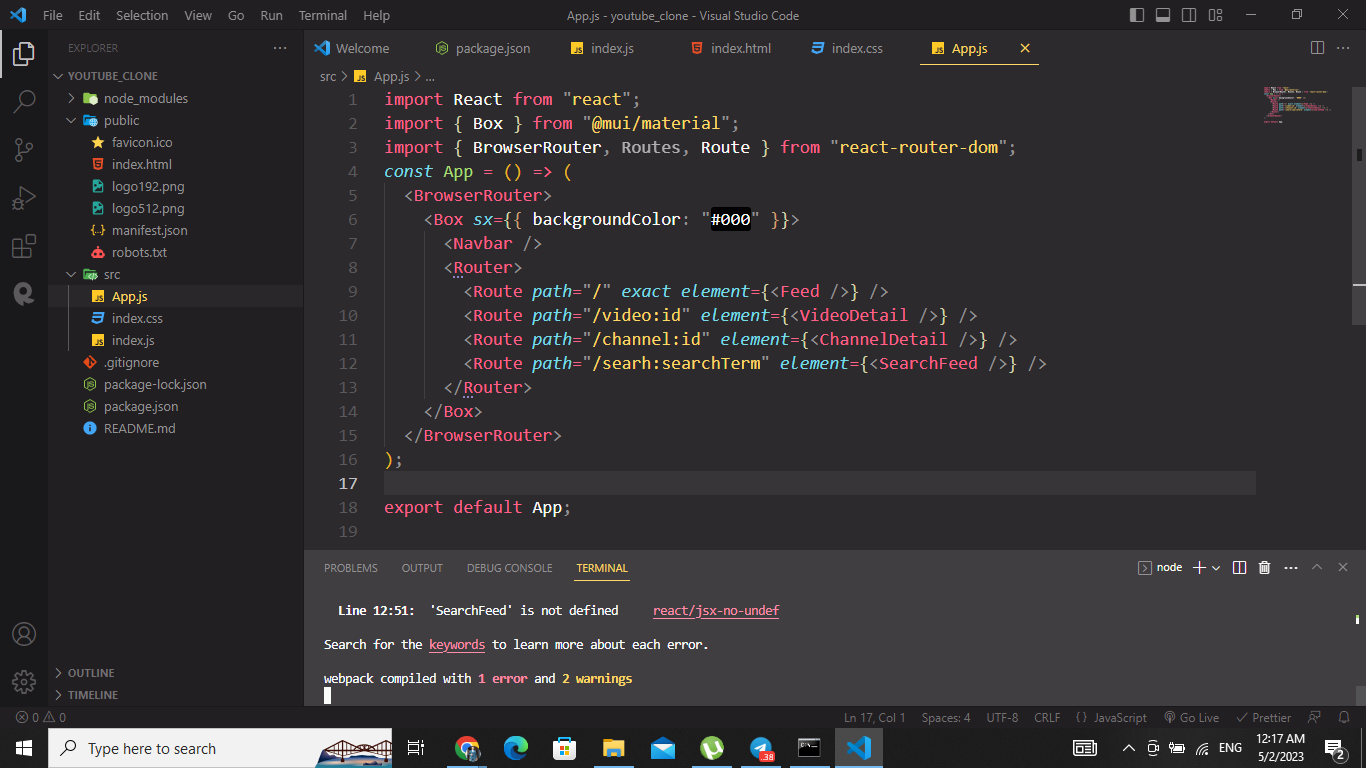 File Edit Selection View Go Run Terminal Help
App.js - youtube_clone - Visual Studio Code
EXPLORER
YOUTUBE_CLONE
node_modules
public
favicon.ico
index.html
logo192.png
logo512.png
manifest.json
robots.txt
src
App.js
index.css
index.js
.gitignore
package-lock.json
package.json
README.md
OUTLINE
TIMELINE
Welcome package.json index.js index.html index.css App.js
src > App.js > ...
1 import React from "react";
2 import { Box } from "@mui/material";
3 import { BrowserRouter, Routes, Route } from "react-router-dom";
4 const App = () => (
5 <BrowserRouter>
6 <Box sx={{ backgroundColor: "#000" }}>
7 <Navbar />
8 <Router>
9 <Route path="/" exact element={<Feed />} />
10 <Route path="/video:id" element={<VideoDetail />} />
11 <Route path="/channel:id" element={<ChannelDetail />} />
12 <Route path="/searh:searchTerm" element={<SearchFeed />} />
13 </Router>
14 </Box>
15 </BrowserRouter>
16 );
17
18 export default App;
19
PROBLEMS OUTPUT DEBUG CONSOLE TERMINAL
node
Line 12:51: 'SearchFeed' is not defined react/jsx-no-undef
Search for the keywords to learn more about each error.
webpack compiled with 1 error and 2 warnings
0 0
Ln 17, Col 1 Spaces: 4 UTF-8 CRLF {} JavaScript Go Live Prettier
Type here to search
38
ENG
12:17 AM
5/2/2023
2